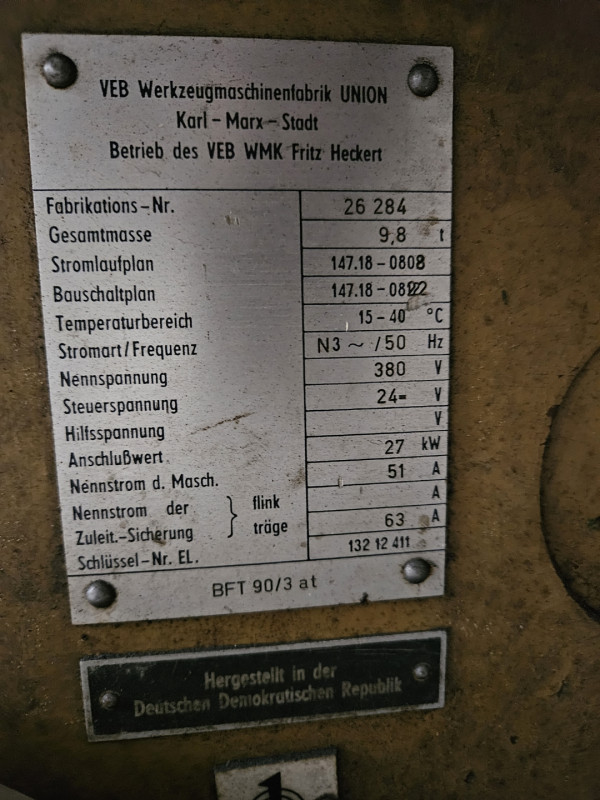 VEB Werkzeugmaschinenfabrik UNION
Karl-Marx-Stadt
Betrieb des VEB WMK Fritz Heckert
Fabrikations-Nr. 26 284
Gesamtmasse 9,8 t
Stromlaufplan 147.18-0808
Bauschaltplan 147.18-08
Temperaturbereich 15-40 °C
Stromart/Frequenz N3 ~ /50 Hz
Nennspannung 380 V
Steuerspannung 24= V
Hilfsspannung V
Anschlußwert 27 kW
Nennstrom d. Masch. 51 A
Nennstrom der } flink A
Zuleit.-Sicherung } träge 63 A
Schlüssel-Nr. EL. 132 12 411
BFT 90/3 at
Hergestellt in der
Deutschen Demokratischen Republik